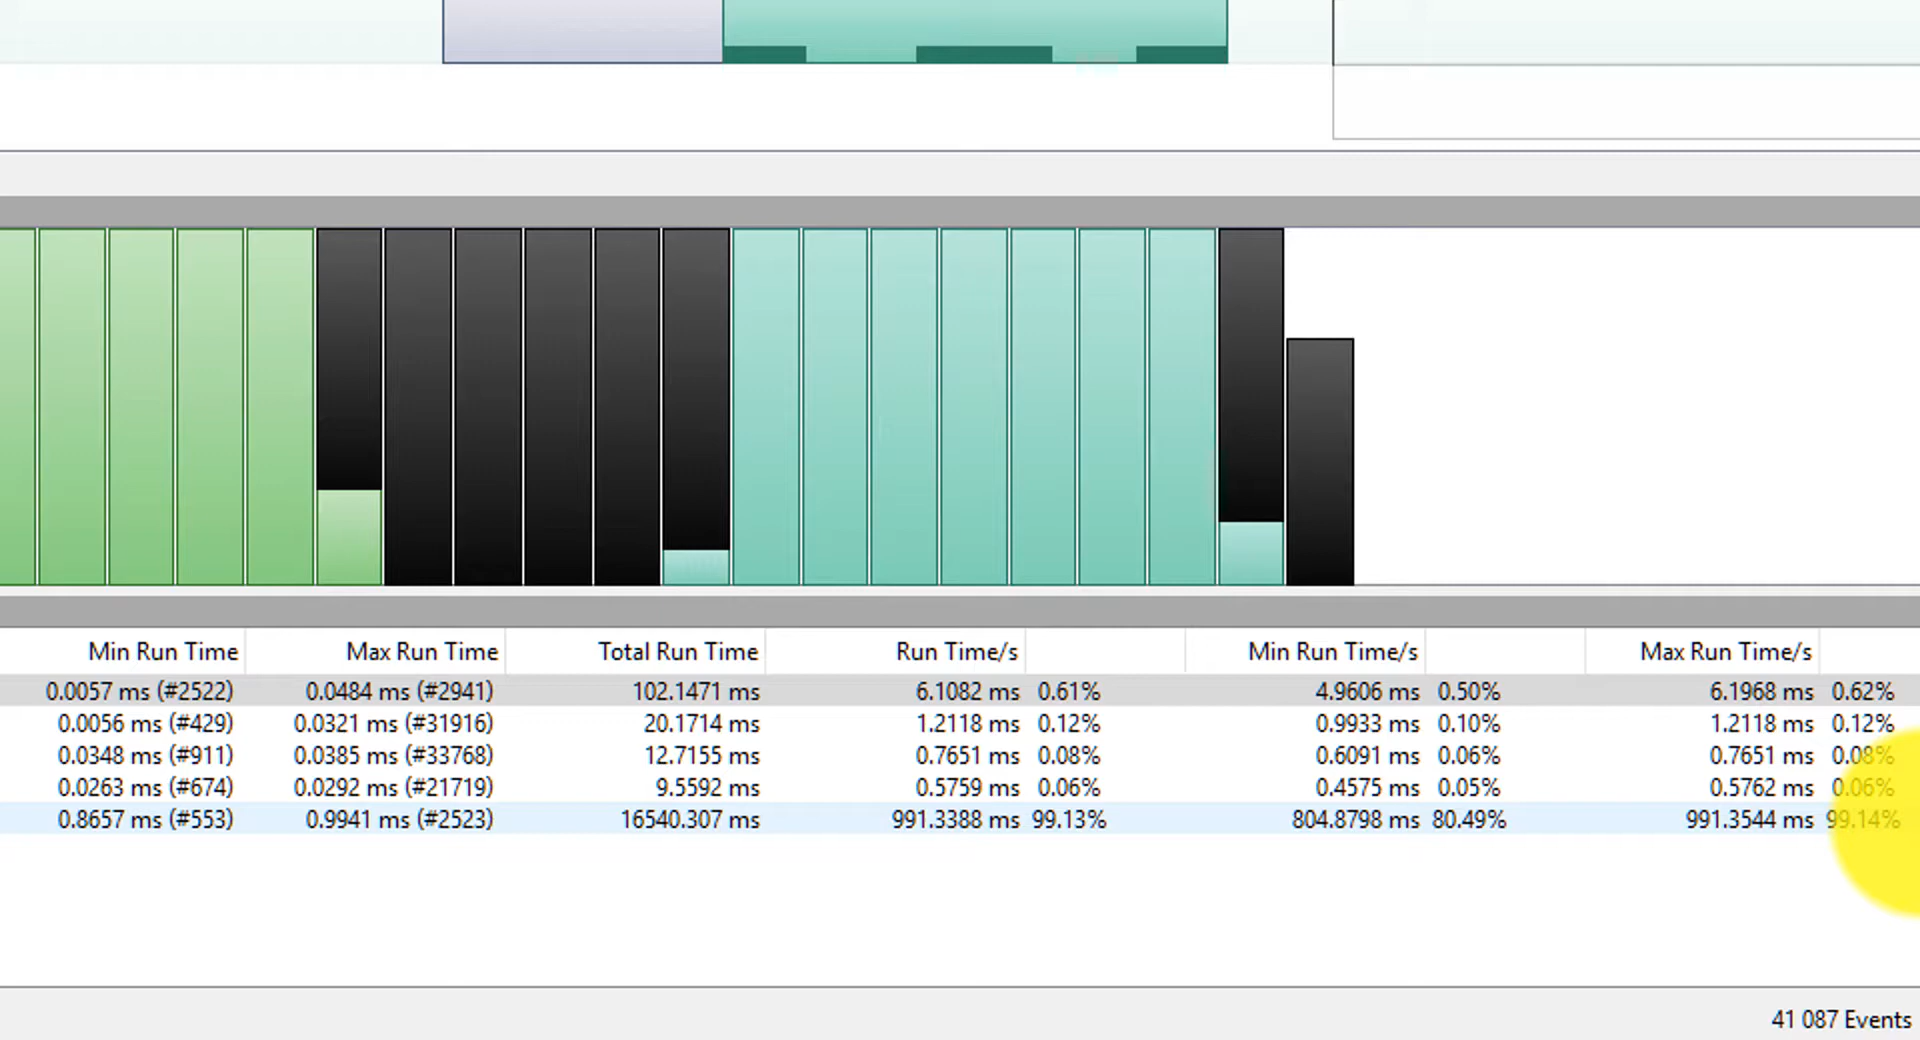 Min Run Time Max Run Time Total Run Time Run Time/s Min Run Time/s Max Run Time/s
0.0057 ms (#2522) 0.0484 ms (#2941) 102.1471 ms 6.1082 ms 0.61% 4.9606 ms 0.50% 6.1968 ms 0.62%
0.0056 ms (#429) 0.0321 ms (#31916) 20.1714 ms 1.2118 ms 0.12% 0.9933 ms 0.10% 1.2118 ms 0.12%
0.0348 ms (#911) 0.0385 ms (#33768) 12.7155 ms 0.7651 ms 0.08% 0.6091 ms 0.06% 0.7651 ms 0.08%
0.0263 ms (#674) 0.0292 ms (#21719) 9.5592 ms 0.5759 ms 0.06% 0.4575 ms 0.05% 0.5762 ms 0.06%
0.8657 ms (#553) 0.9941 ms (#2523) 16540.307 ms 991.3388 ms 99.13% 804.8798 ms 80.49% 991.3544 ms 99.14%
41 087 Events